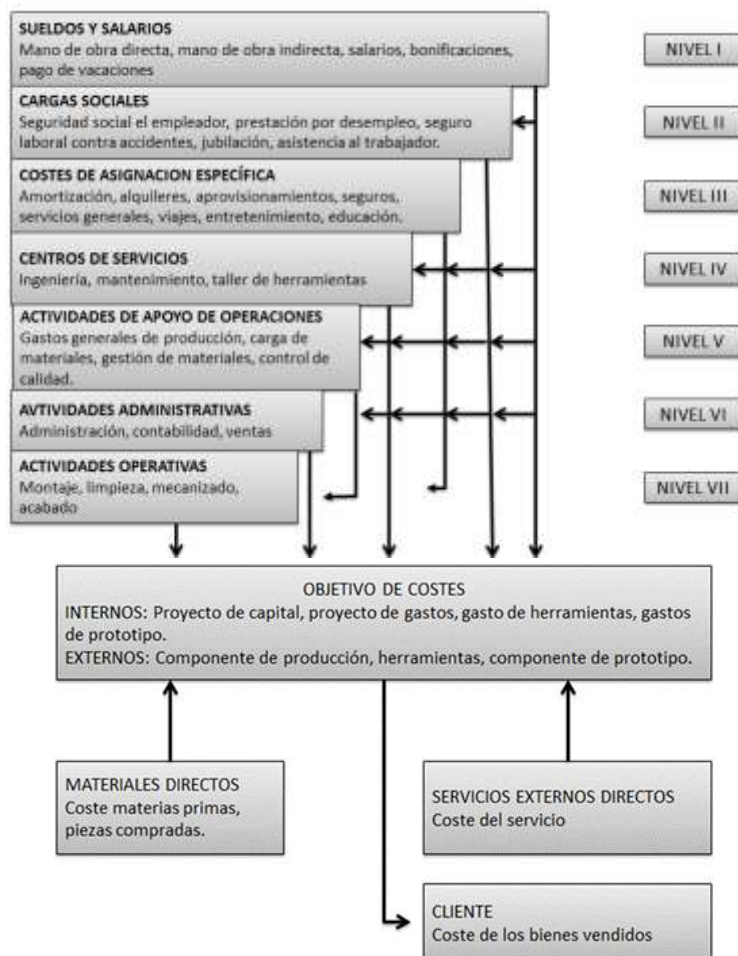 SUELDOS Y SALARIOS
Mano de obra directa, mano de obra indirecta, salarios, bonificaciones,
pago de vacaciones
NIVEL I
CARGAS SOCIALES
Seguridad social el empleador, prestación por desempleo, seguro
laboral contra accidentes, jubilación, asistencia al trabajador.
NIVEL II
COSTES DE ASIGNACION ESPECÍFICA
Amortización, alquileres, aprovisionamientos, seguros,
servicios generales, viajes, entretenimiento, educación.
NIVEL III
CENTROS DE SERVICIOS
Ingeniería, mantenimiento, taller de herramientas
NIVEL IV
ACTIVIDADES DE APOYO DE OPERACIONES
Gastos generales de producción, carga de
materiales, gestión de materiales, control de
calidad.
NIVEL V
AVTIVIDADES ADMINISTRATIVAS
Administración, contabilidad, ventas
NIVEL VI
ACTIVIDADES OPERATIVAS
Montaje, limpieza, mecanizado,
acabado
NIVEL VII
OBJETIVO DE COSTES
INTERNOS: Proyecto de capital, proyecto de gastos, gasto de herramientas, gastos
de prototipo.
EXTERNOS: Componente de producción, herramientas, componente de prototipo.
MATERIALES DIRECTOS
Coste materias primas,
piezas compradas.
SERVICIOS EXTERNOS DIRECTOS
Coste del servicio
CLIENTE
Coste de los bienes vendidos